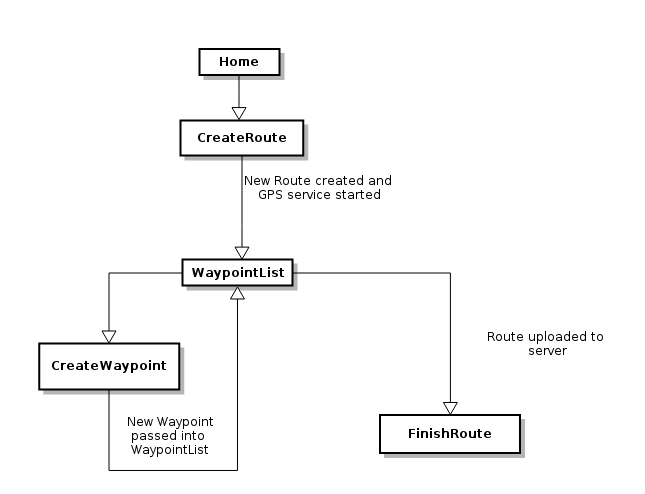 Home
CreateRoute
New Route created and
GPS service started
WaypointList
Route uploaded to
server
CreateWaypoint
New Waypoint
passed into
WaypointList
FinishRoute